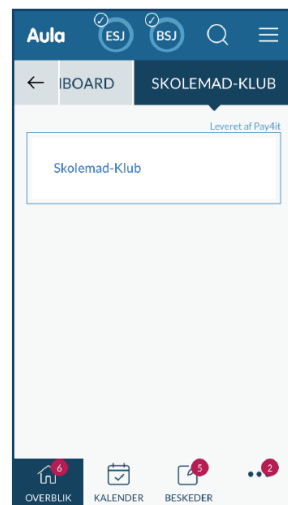 Aula
ESJ
BSJ
IBOARD
SKOLEMAD-KLUB
Leveret af Pay4it
Skolemad-Klub
6
5
2
OVERBLIK
KALENDER
BESKEDER